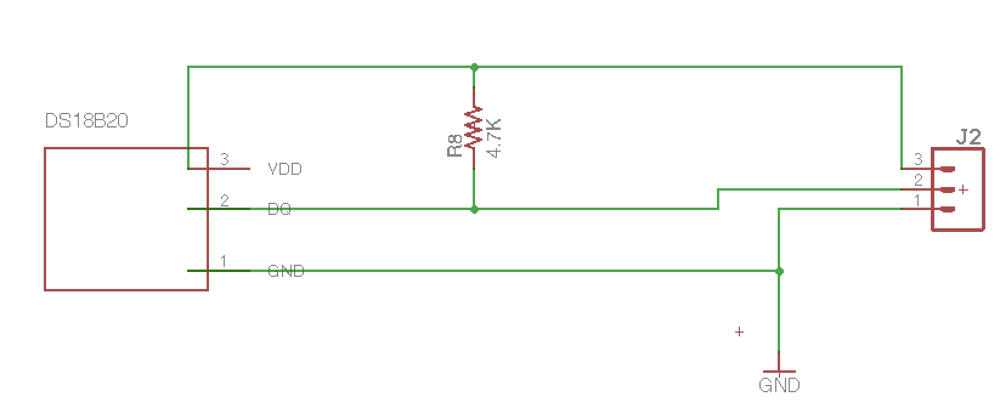 DS18B20
3 VDD
2 DQ
1 GND
R8
4.7K
J2
3
2
1
GND